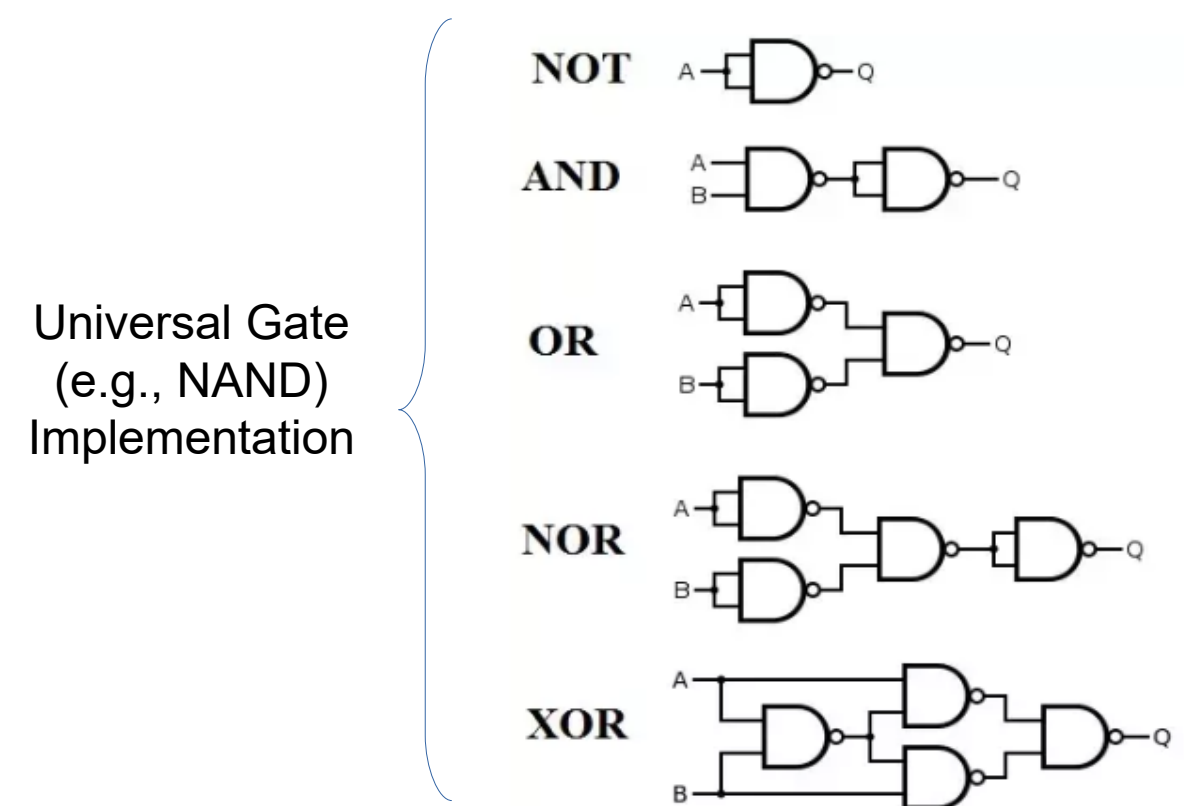 Universal Gate
(e.g., NAND)
Implementation
NOT
A
Q
AND
A
B
Q
OR
A
B
Q
NOR
A
B
Q
XOR
A
B
Q